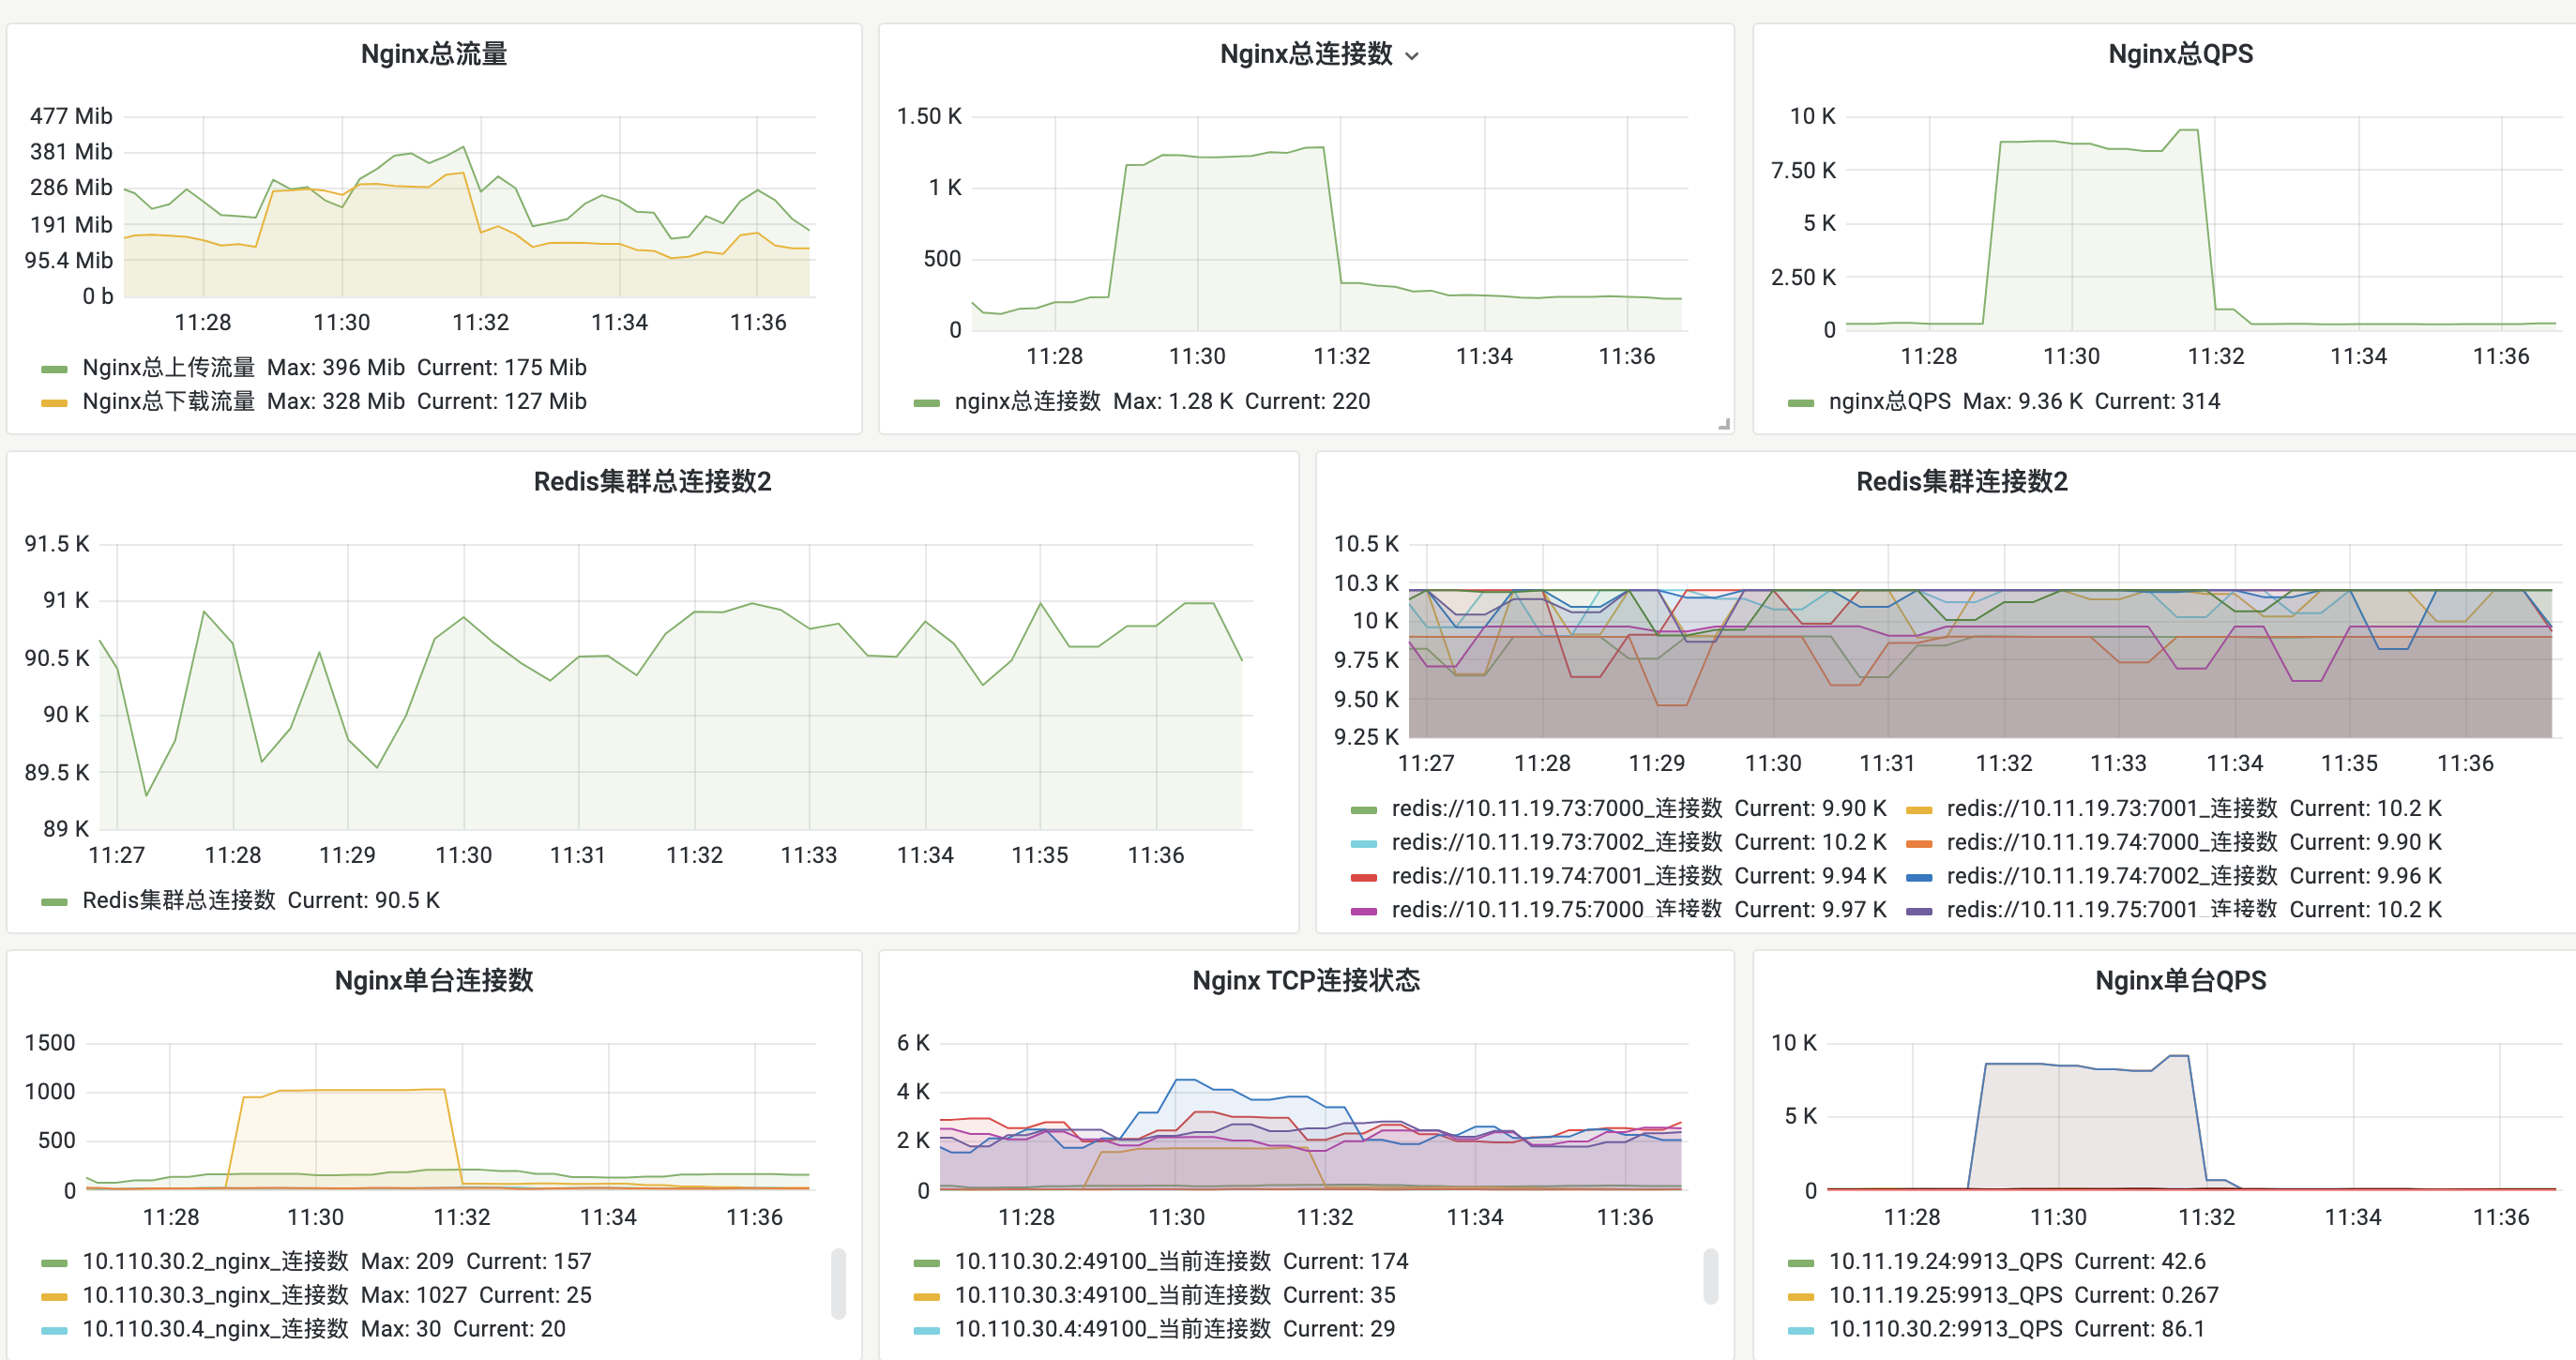 Nginx总流量
477 Mib
381 Mib
286 Mib
191 Mib
95.4 Mib
0 b
11:28 11:30 11:32 11:34 11:36
Nginx总上传流量 Max: 396 Mib Current: 175 Mib
Nginx总下载流量 Max: 328 Mib Current: 127 Mib
Nginx总连接数
1.50 K
1 K
500
0
11:28 11:30 11:32 11:34 11:36
nginx总连接数 Max: 1.28 K Current: 220
Nginx总QPS
10 K
7.50 K
5 K
2.50 K
0
11:28 11:30 11:32 11:34 11:36
nginx总QPS Max: 9.36 K Current: 314
Redis集群总连接数2
91.5 K
91 K
90.5 K
90 K
89.5 K
89 K
11:27 11:28 11:29 11:30 11:31 11:32 11:33 11:34 11:35 11:36
Redis集群总连接数 Current: 90.5 K
Redis集群连接数2
10.5 K
10.3 K
10 K
9.75 K
9.50 K
9.25 K
11:27 11:28 11:29 11:30 11:31 11:32 11:33 11:34 11:35 11:36
redis://10.11.19.73:7000_连接数 Current: 9.90 K redis://10.11.19.73:7001_连接数 Current: 10.2 K
redis://10.11.19.73:7002_连接数 Current: 10.2 K redis://10.11.19.74:7000_连接数 Current: 9.90 K
redis://10.11.19.74:7001_连接数 Current: 9.94 K redis://10.11.19.74:7002_连接数 Current: 9.96 K
redis://10.11.19.75:7000_连接数 Current: 9.97 K redis://10.11.19.75:7001_连接数 Current: 10.2 K
Nginx单台连接数
1500
1000
500
0
11:28 11:30 11:32 11:34 11:36
10.110.30.2_nginx_连接数 Max: 209 Current: 157
10.110.30.3_nginx_连接数 Max: 1027 Current: 25
10.110.30.4_nginx_连接数 Max: 30 Current: 20
Nginx TCP连接状态
6 K
4 K
2 K
0
11:28 11:30 11:32 11:34 11:36
10.110.30.2:49100_当前连接数 Current: 174
10.110.30.3:49100_当前连接数 Current: 35
10.110.30.4:49100_当前连接数 Current: 29
Nginx单台QPS
10 K
5 K
0
11:28 11:30 11:32 11:34 11:36
10.11.19.24:9913_QPS Current: 42.6
10.11.19.25:9913_QPS Current: 0.267
10.110.30.2:9913_QPS Current: 86.1